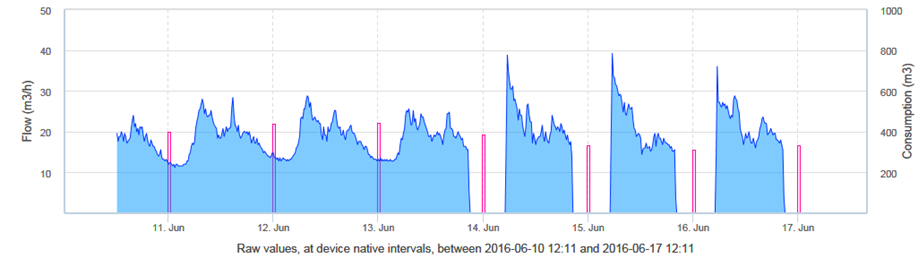 50
40
30
20
10
Flow (m3/h)
1000
800
600
400
200
Consumption (m3)
11. Jun 12. Jun 13. Jun 14. Jun 15. Jun 16. Jun 17. Jun
Raw values, at device native intervals, between 2016-06-10 12:11 and 2016-06-17 12:11